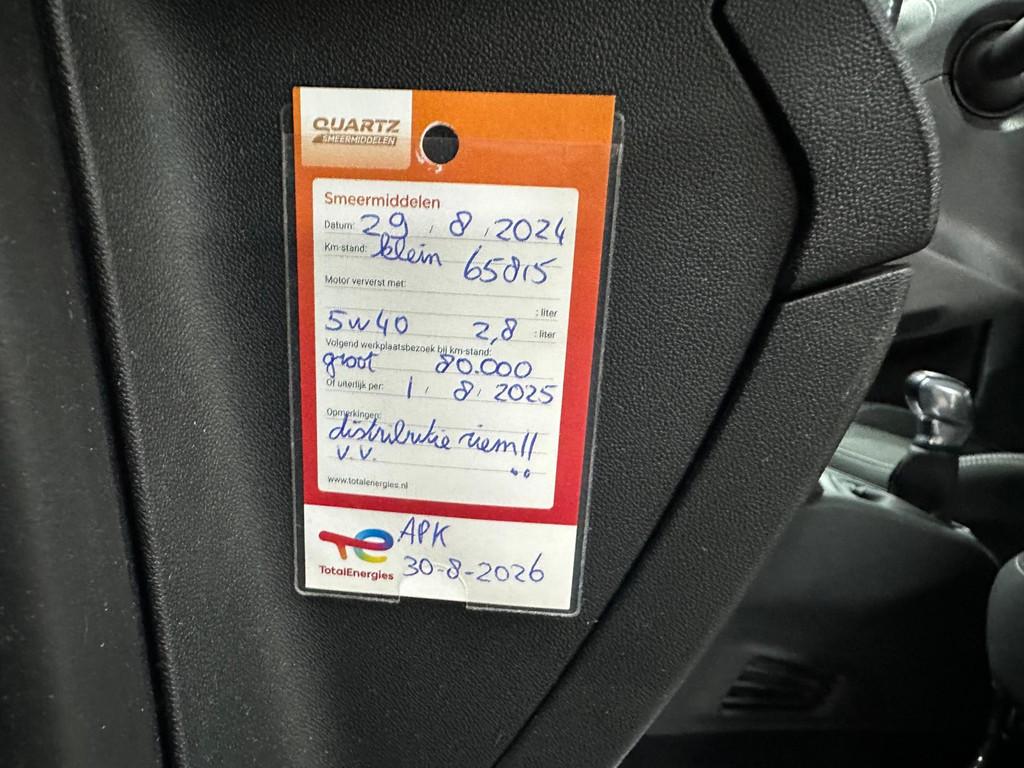 QUARTZ
SMEERMIDDELEN
Smeermiddelen
Datum: 29 , 8 , 2024
Km-stand: klein 65815
Motor ververst met:
: liter
5w40 2,8 : liter
Volgend werkplaatsbezoek bij km-stand:
groot 80.000
Of uiterlijk per: 1 , 8 , 2025
Opmerkingen:
distributie riem!!
v.v.
www.totalenergies.nl
APK
TotalEnergies 30-8-2026